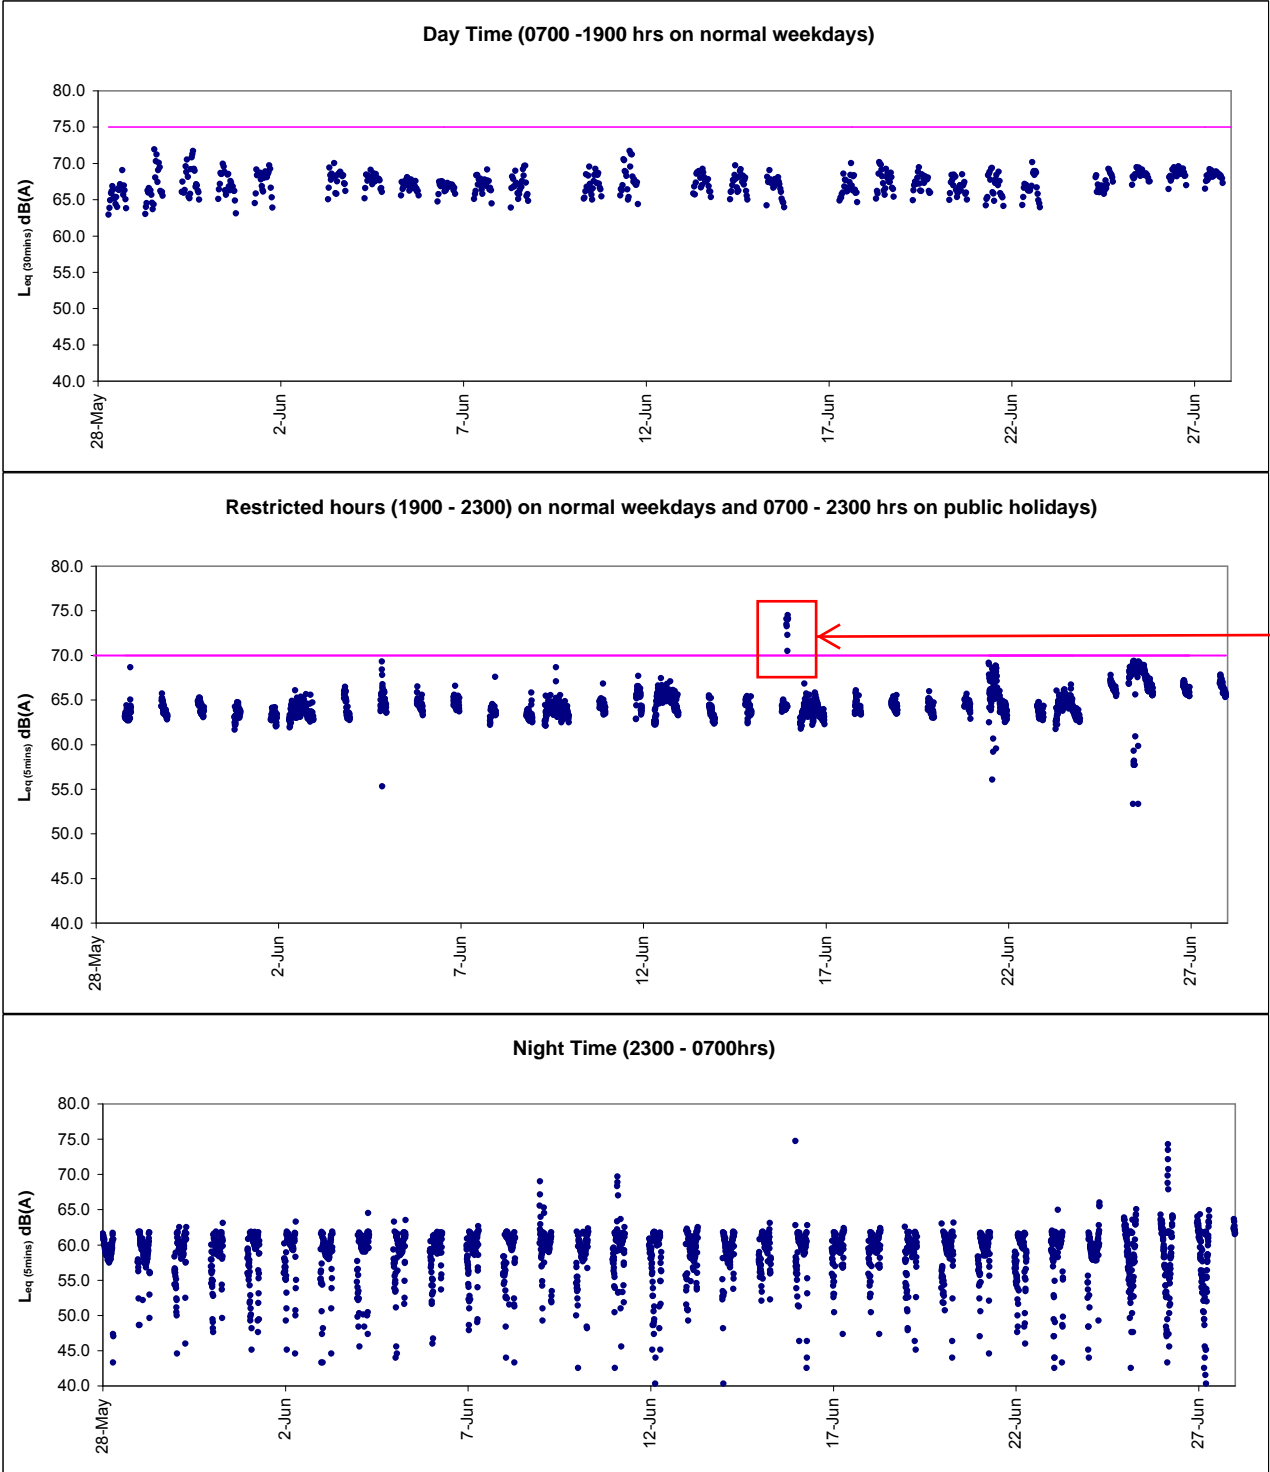 Day Time (0700 -1900 hrs on normal weekdays)
80.0
75.0
70.0
65.0
60.0
55.0
50.0
45.0
40.0
Leq (30mins) dB(A)
28-May
2-Jun
7-Jun
12-Jun
17-Jun
22-Jun
27-Jun
Restricted hours (1900 - 2300) on normal weekdays and 0700 - 2300 hrs on public holidays)
80.0
75.0
70.0
65.0
60.0
55.0
50.0
45.0
40.0
Leq (5mins) dB(A)
28-May
2-Jun
7-Jun
12-Jun
17-Jun
22-Jun
27-Jun
Night Time (2300 - 0700hrs)
80.0
75.0
70.0
65.0
60.0
55.0
50.0
45.0
40.0
Leq (5mins) dB(A)
28-May
2-Jun
7-Jun
12-Jun
17-Jun
22-Jun
27-Jun